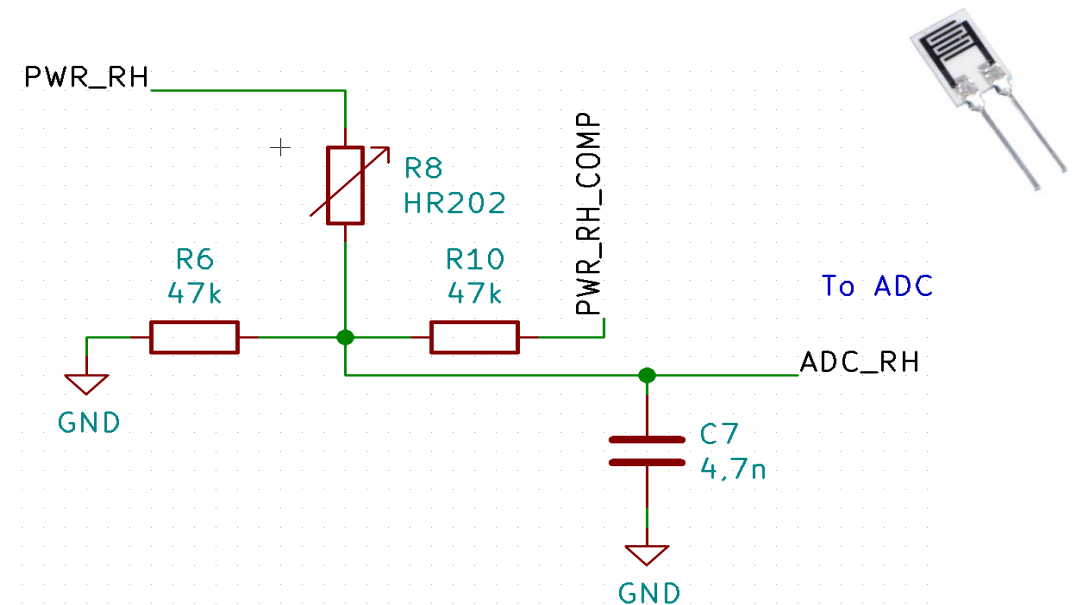 PWR_RH
R8
HR202
PWR_RH_COMP
R6
47k
R10
47k
To ADC
ADC_RH
GND
C7
4,7n
GND